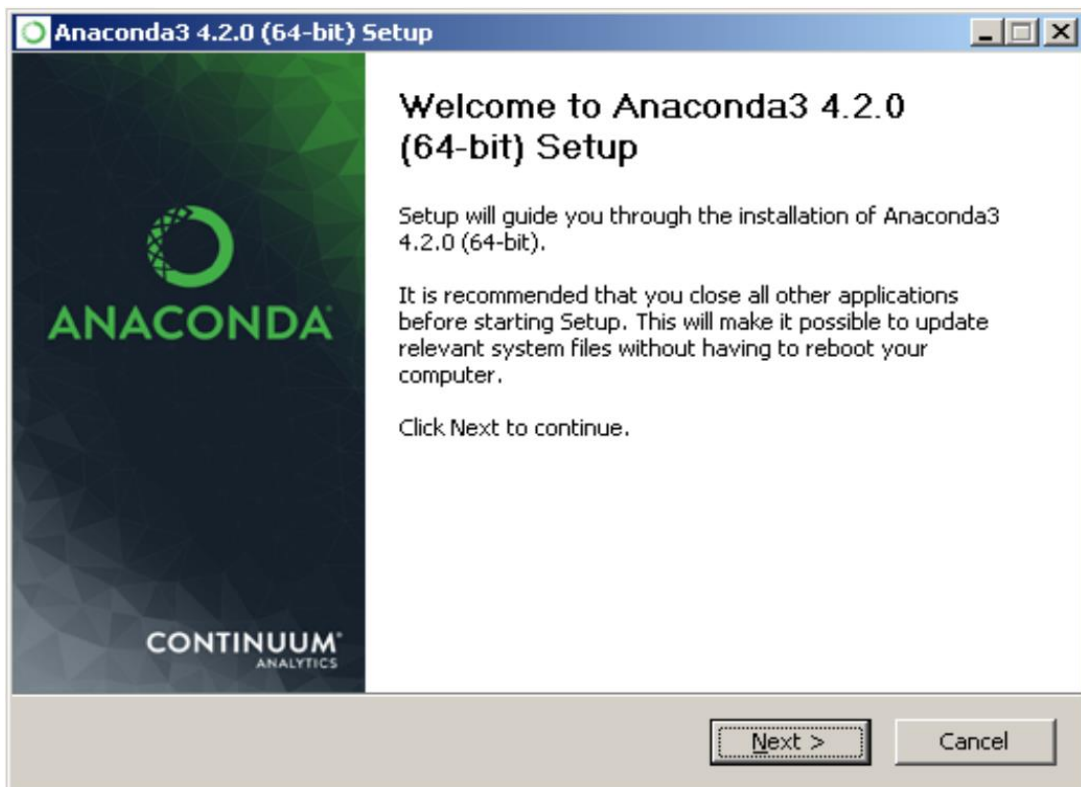 Anaconda3 4.2.0 (64-bit) Setup
Welcome to Anaconda3 4.2.0
(64-bit) Setup
Setup will guide you through the installation of Anaconda3
4.2.0 (64-bit).
It is recommended that you close all other applications
before starting Setup. This will make it possible to update
relevant system files without having to reboot your
computer.
Click Next to continue.
ANACONDA®
CONTINUUM®
ANALYTICS
Next >
Cancel